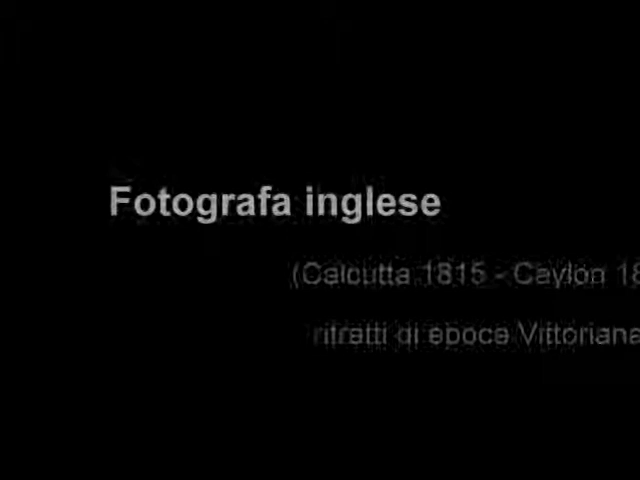 Fotografa inglese
(Calcutta 1815 - Ceylon 18
ritratti di epoca Vittoriana